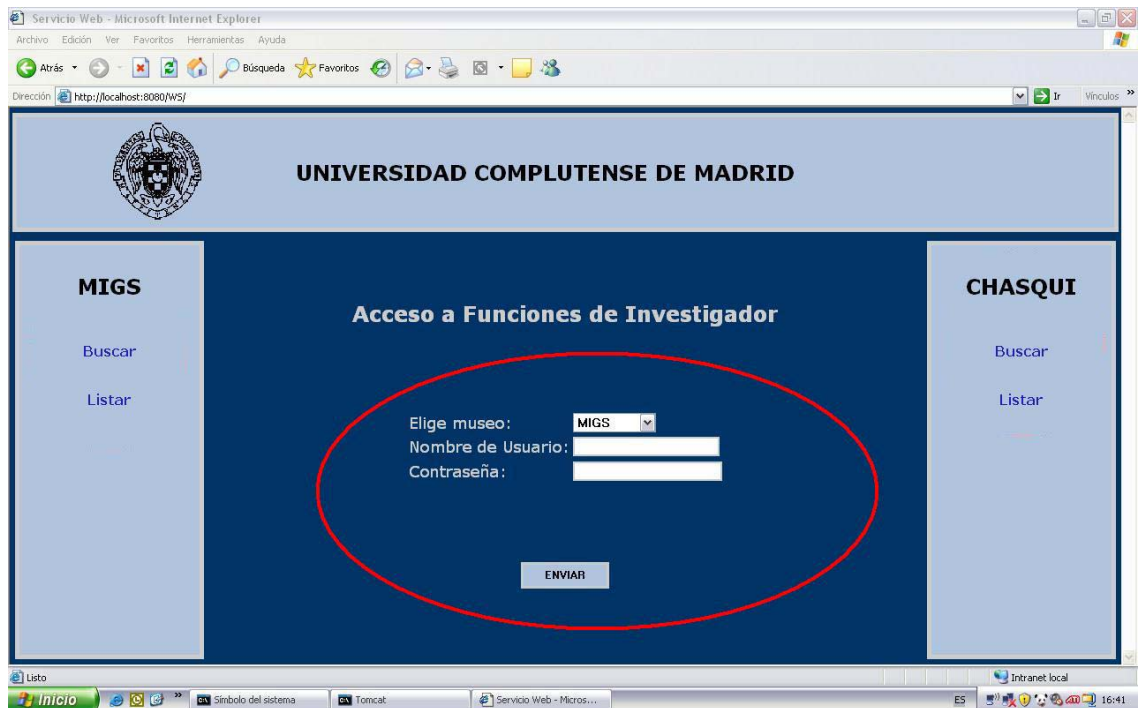 Servicio Web - Microsoft Internet Explorer
Archivo Edición Ver Favoritos Herramientas Ayuda
Atrás Búsqueda Favoritos
Dirección http://localhost:8080/WS/ Ir Vínculos »
UNIVERSIDAD COMPLUTENSE DE MADRID
MIGS
Buscar
Listar
Acceso a Funciones de Investigador
Elige museo: MIGS
Nombre de Usuario:
Contraseña:
ENVIAR
CHASQUI
Buscar
Listar
Listo Intranet local
Inicio » Símbolo del sistema Tomcat Servicio Web - Micros... ES 16:41